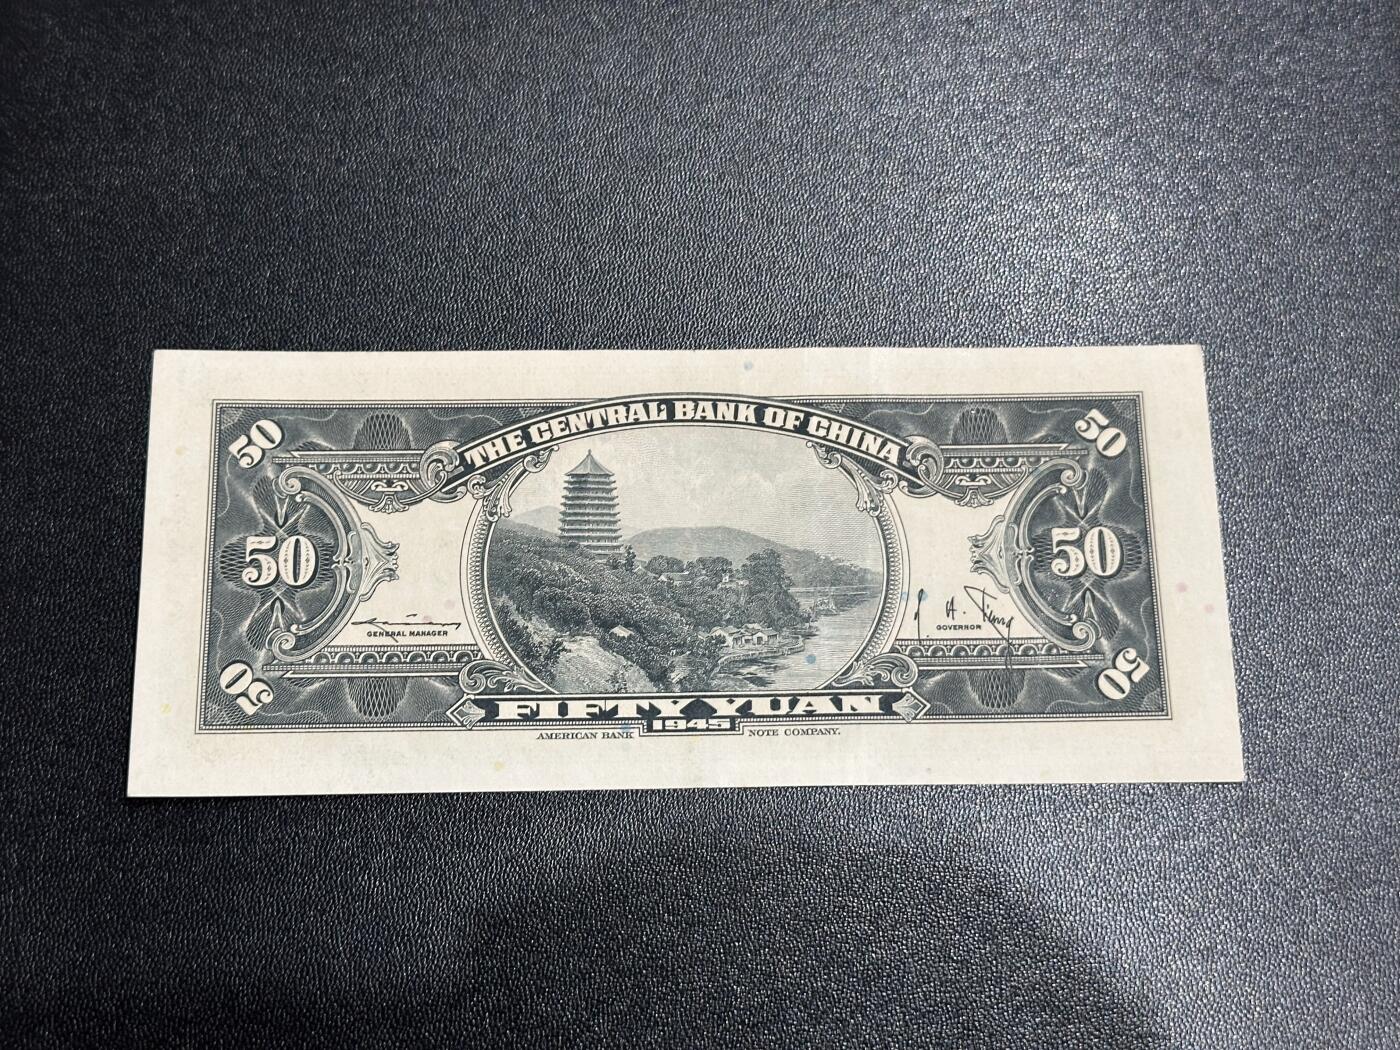 THE CENTRAL BANK OF CHINA
50 50
50 50
GENERAL MANAGER GOVERNOR
50 50
FIFTY YUAN
1945
AMERICAN BANK NOTE COMPANY.